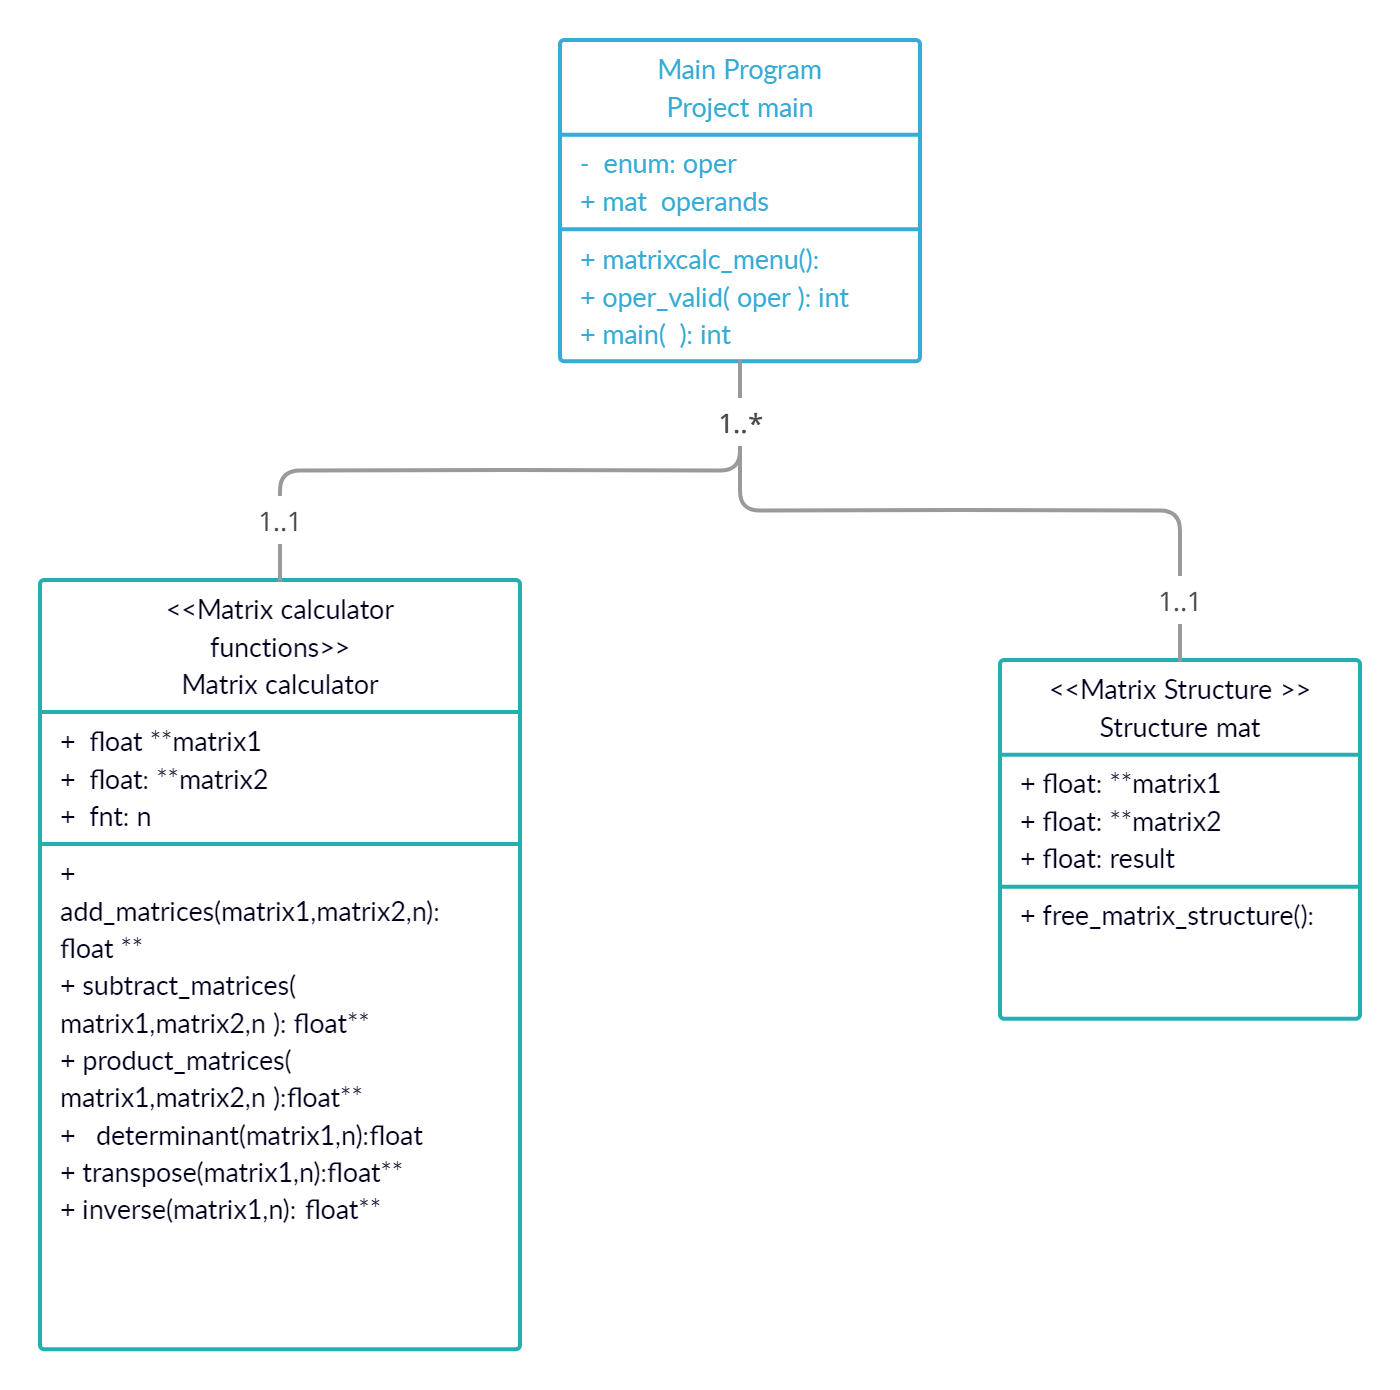 Main Program
Project main
- enum: oper
+ mat operands
+ matrixcalc_menu():
+ oper_valid( oper ): int
+ main( ): int
1..*
1..1
1..1
<<Matrix calculator
functions>>
Matrix calculator
+ float **matrix1
+ float: **matrix2
+ fnt: n
+
add_matrices(matrix1,matrix2,n):
float **
+ subtract_matrices(
matrix1,matrix2,n ): float**
+ product_matrices(
matrix1,matrix2,n ):float**
+ determinant(matrix1,n):float
+ transpose(matrix1,n):float**
+ inverse(matrix1,n): float**
<<Matrix Structure >>
Structure mat
+ float: **matrix1
+ float: **matrix2
+ float: result
+ free_matrix_structure():